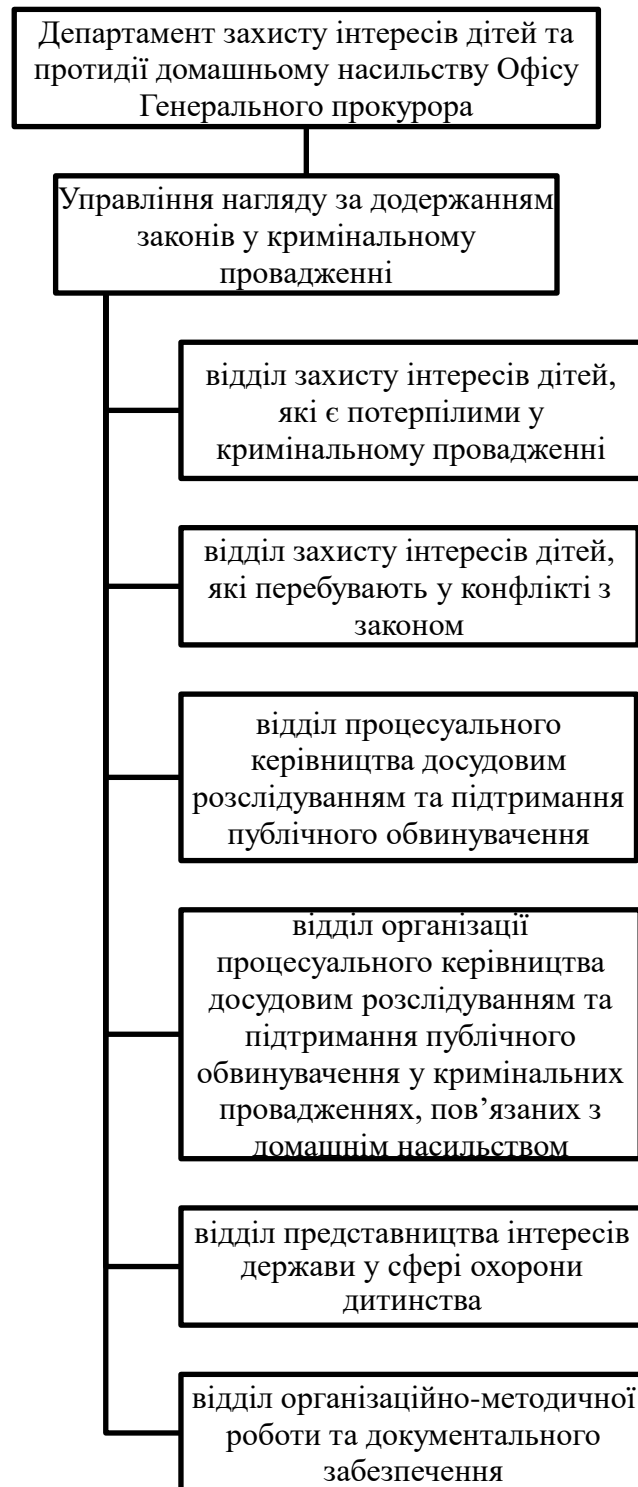 Департамент захисту інтересів дітей та
протидії домашньому насильству Офісу
Генерального прокурора
Управління нагляду за додержанням
законів у кримінальному
провадженні
відділ захисту інтересів дітей,
які є потерпілими у
кримінальному провадженні
відділ захисту інтересів дітей,
які перебувають у конфлікті з
законом
відділ процесуального
керівництва досудовим
розслідуванням та підтримання
публічного обвинувачення
відділ організації
процесуального керівництва
досудовим розслідуванням та
підтримання публічного
обвинувачення у кримінальних
провадженнях, пов’язаних з
домашнім насильством
відділ представництва інтересів
держави у сфері охорони
дитинства
відділ організаційно-методичної
роботи та документального
забезпечення